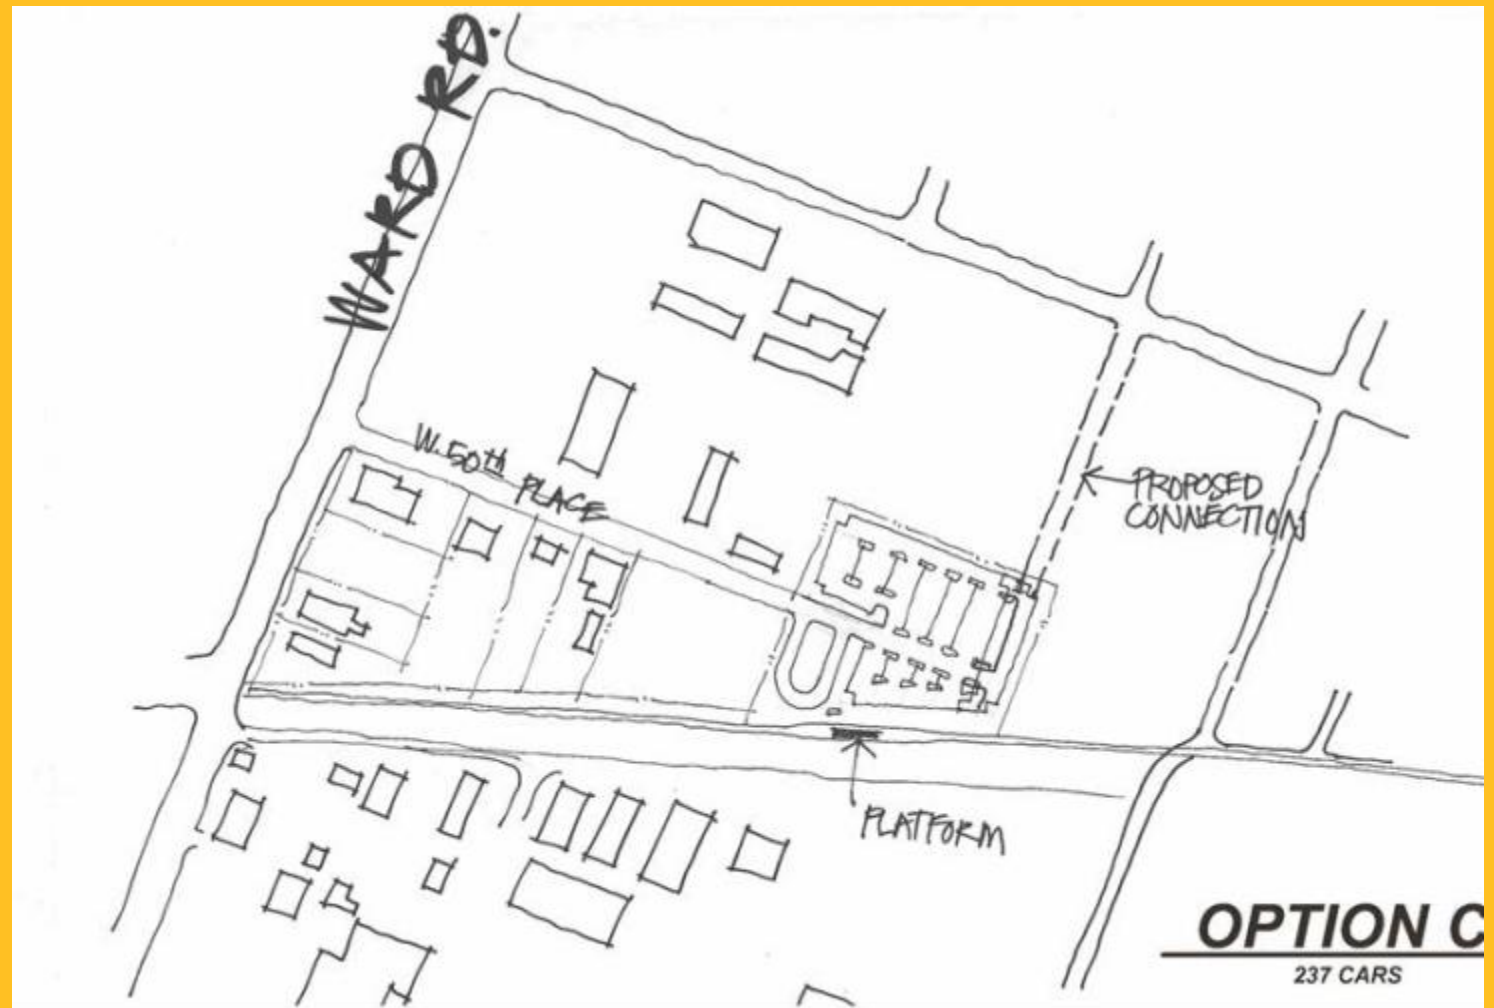 WARD RD.
W. 50th
PLACE
PROPOSED
CONNECTION
PLATFORM
OPTION C
237 CARS